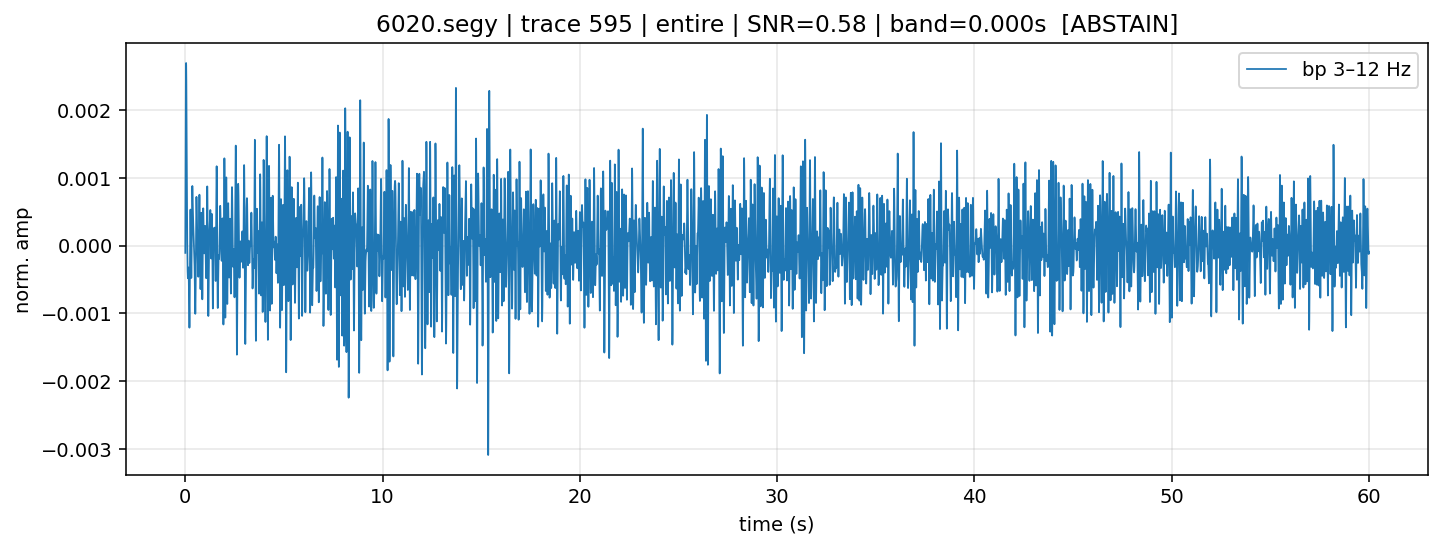 6020.segy | trace 595 | entire | SNR=0.58 | band=0.000s  [ABSTAIN]
bp 3–12 Hz
norm. amp
0.002
0.001
0.000
−0.001
−0.002
−0.003
0 10 20 30 40 50 60
time (s)